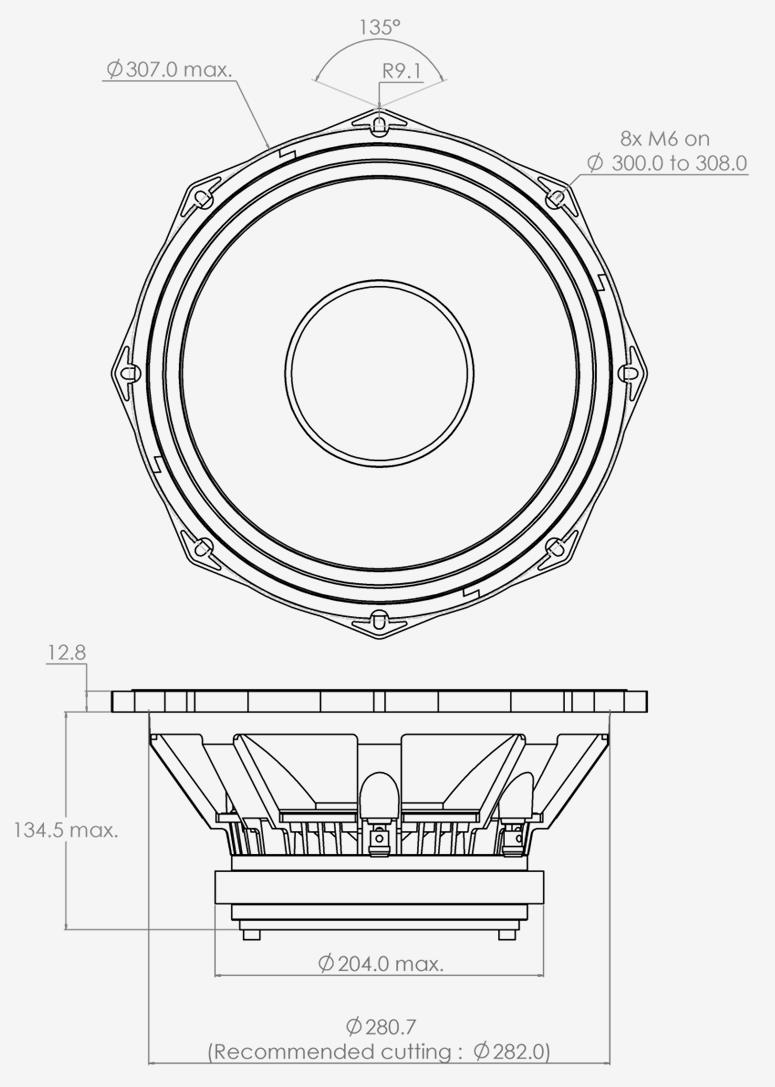 135°
Ø307.0 max.
R9.1
8x M6 on
Ø 300.0 to 308.0
12.8
134.5 max.
Ø204.0 max.
Ø280.7
(Recommended cutting : Ø282.0)